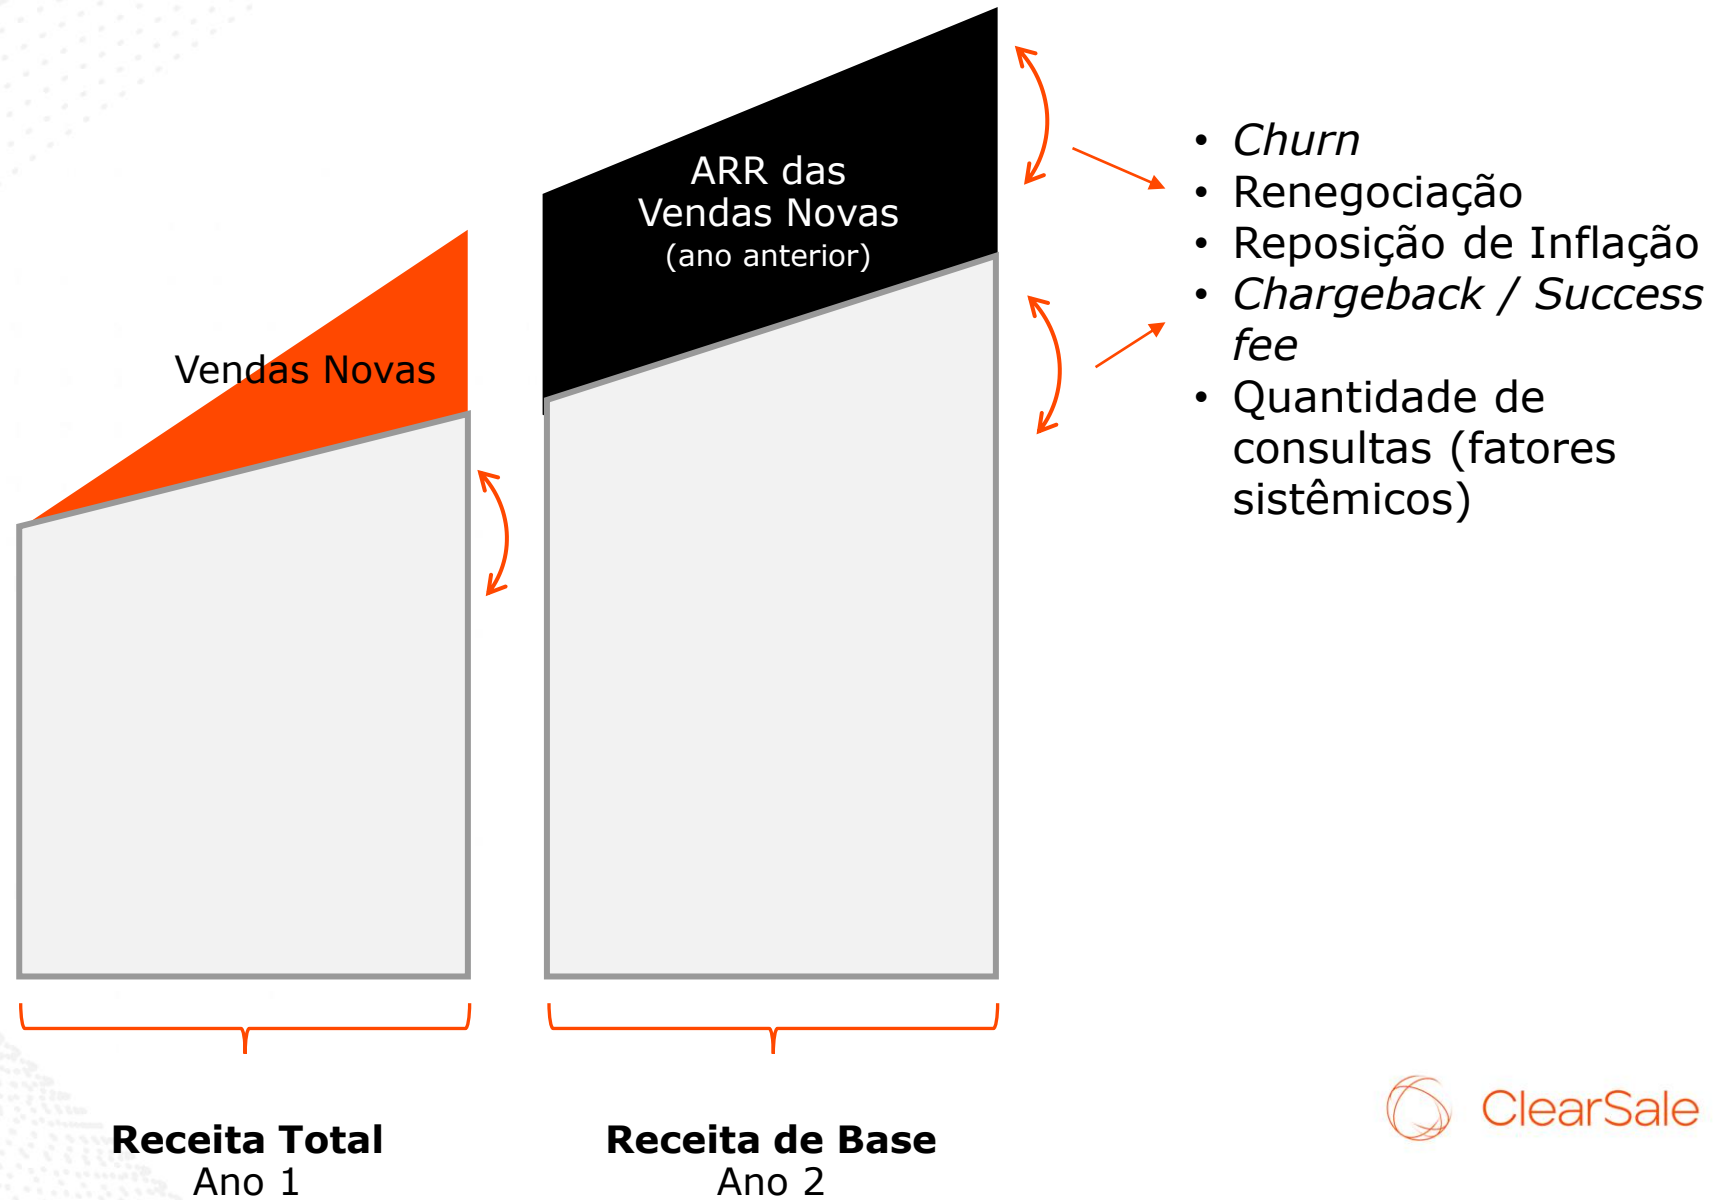 ARR das
Vendas Novas
(ano anterior)
Vendas Novas
• Churn
• Renegociação
• Reposição de Inflação
• Chargeback / Success
fee
• Quantidade de
consultas (fatores
sistêmicos)
Receita Total
Ano 1
Receita de Base
Ano 2
ClearSale